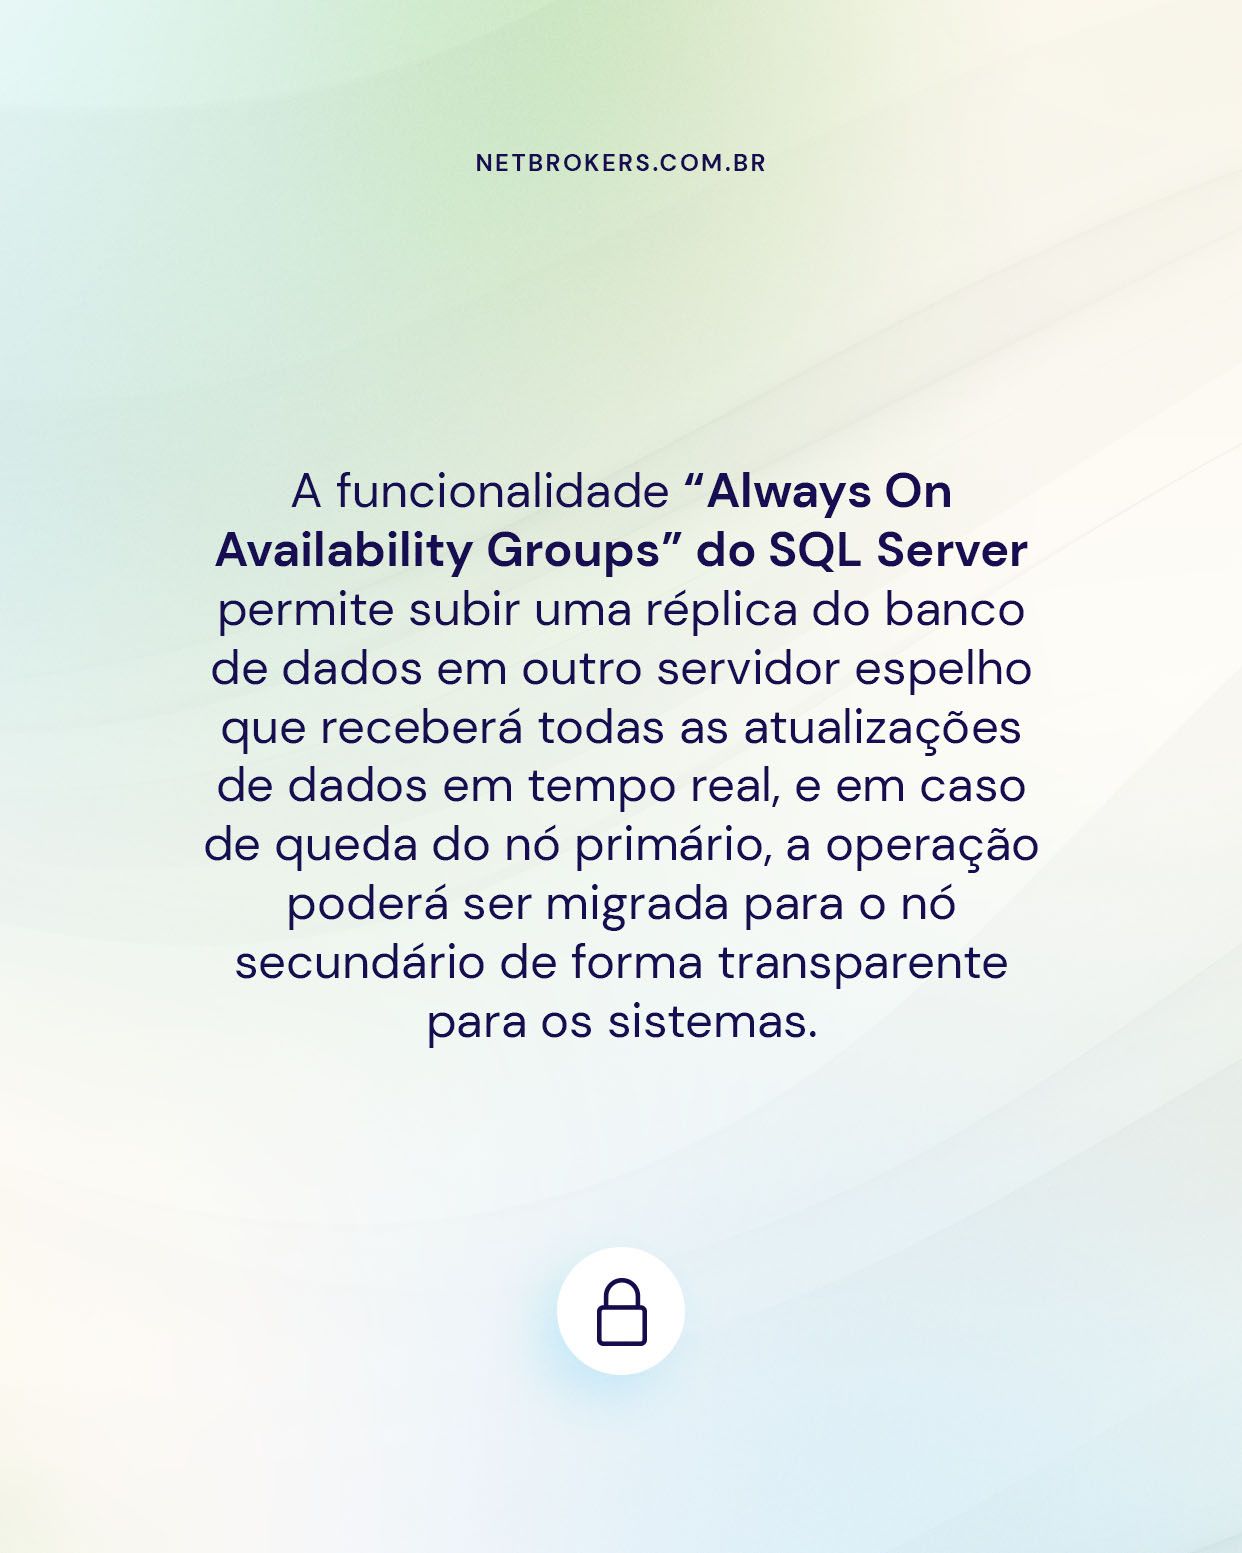 NETBROKERS.COM.BR
A funcionalidade “Always On
Availability Groups” do SQL Server
permite subir uma réplica do banco
de dados em outro servidor espelho
que receberá todas as atualizações
de dados em tempo real, e em caso
de queda do nó primário, a operação
poderá ser migrada para o nó
secundário de forma transparente
para os sistemas.